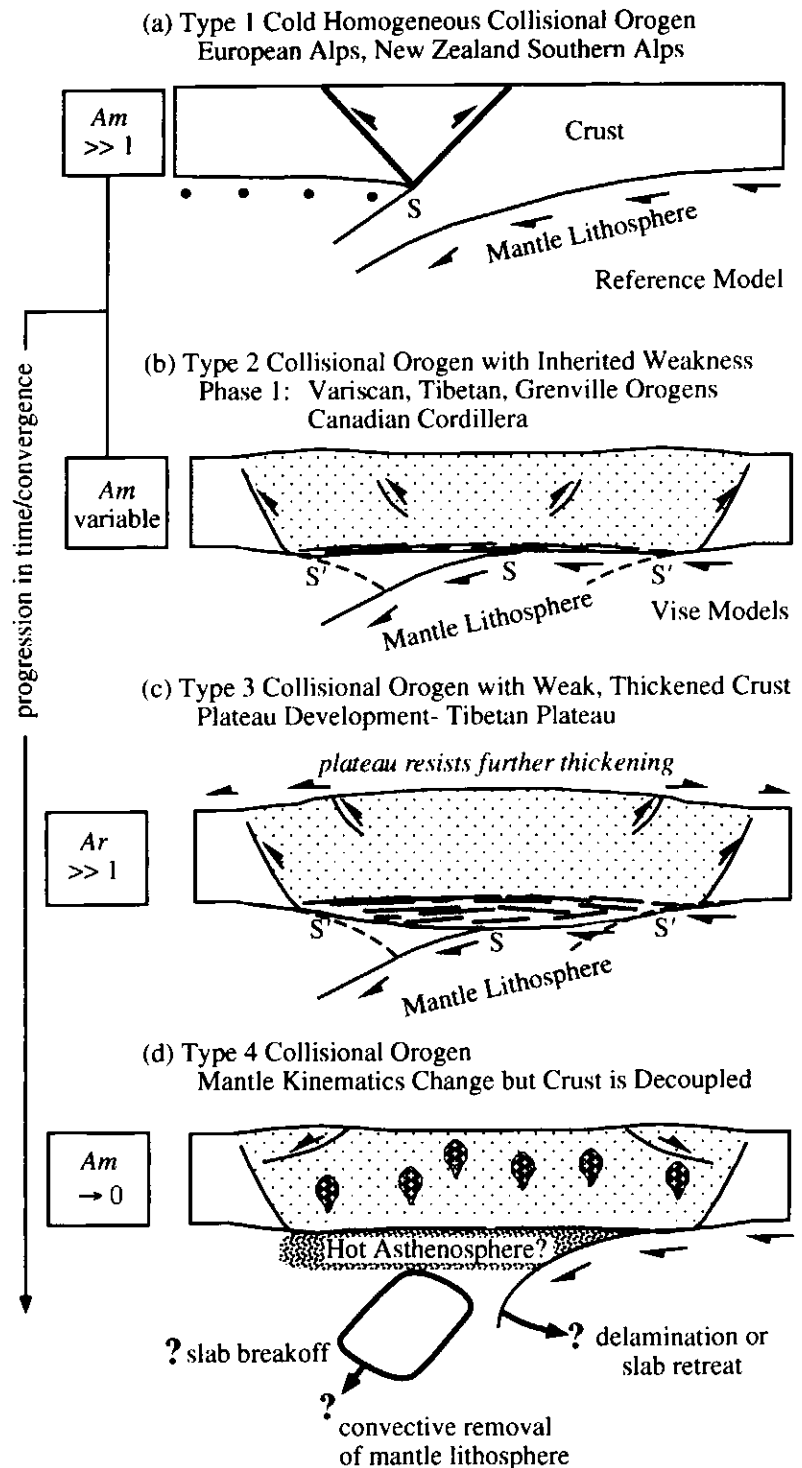 (a) Type 1 Cold Homogeneous Collisional Orogen
European Alps, New Zealand Southern Alps
Am
>> 1
Crust
S
Mantle Lithosphere
Reference Model
progression in time/convergence
(b) Type 2 Collisional Orogen with Inherited Weakness
Phase 1: Variscan, Tibetan, Grenville Orogens
Canadian Cordillera
Am
variable
S' S S'
Mantle Lithosphere
Vise Models
(c) Type 3 Collisional Orogen with Weak, Thickened Crust
Plateau Development- Tibetan Plateau
plateau resists further thickening
Ar
>> 1
S' S S'
Mantle Lithosphere
(d) Type 4 Collisional Orogen
Mantle Kinematics Change but Crust is Decoupled
Am
→ 0
Hot Asthenosphere?
? slab breakoff
? delamination or
slab retreat
?
convective removal
of mantle lithosphere